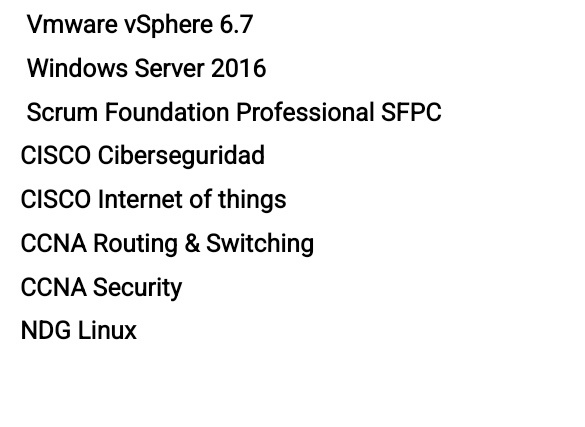 Vmware vSphere 6.7
Windows Server 2016
Scrum Foundation Professional SFPC
CISCO Ciberseguridad
CISCO Internet of things
CCNA Routing & Switching
CCNA Security
NDG Linux